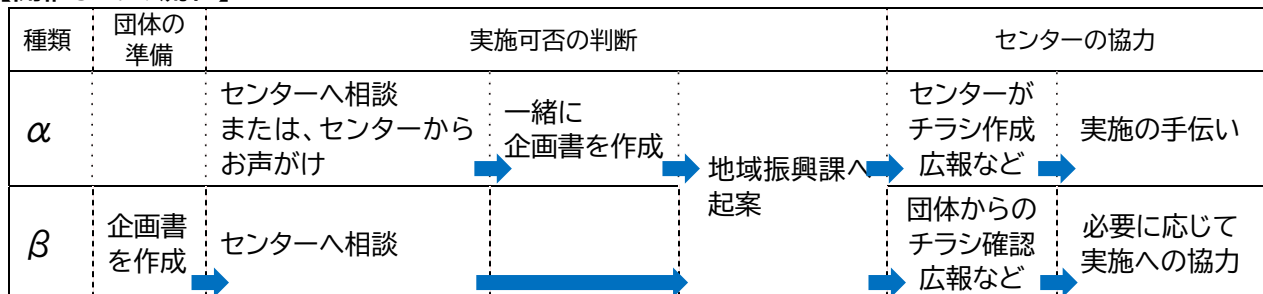 種類
団体の
準備
実施可否の判断
センターの協力
α
センターへ相談
または、センターから
お声がけ
一緒に
企画書を作成
地域振興課へ
起案
センターが
チラシ作成
広報など
実施の手伝い
β
企画書
を作成
センターへ相談
団体からの
チラシ確認
広報など
必要に応じて
実施への協力